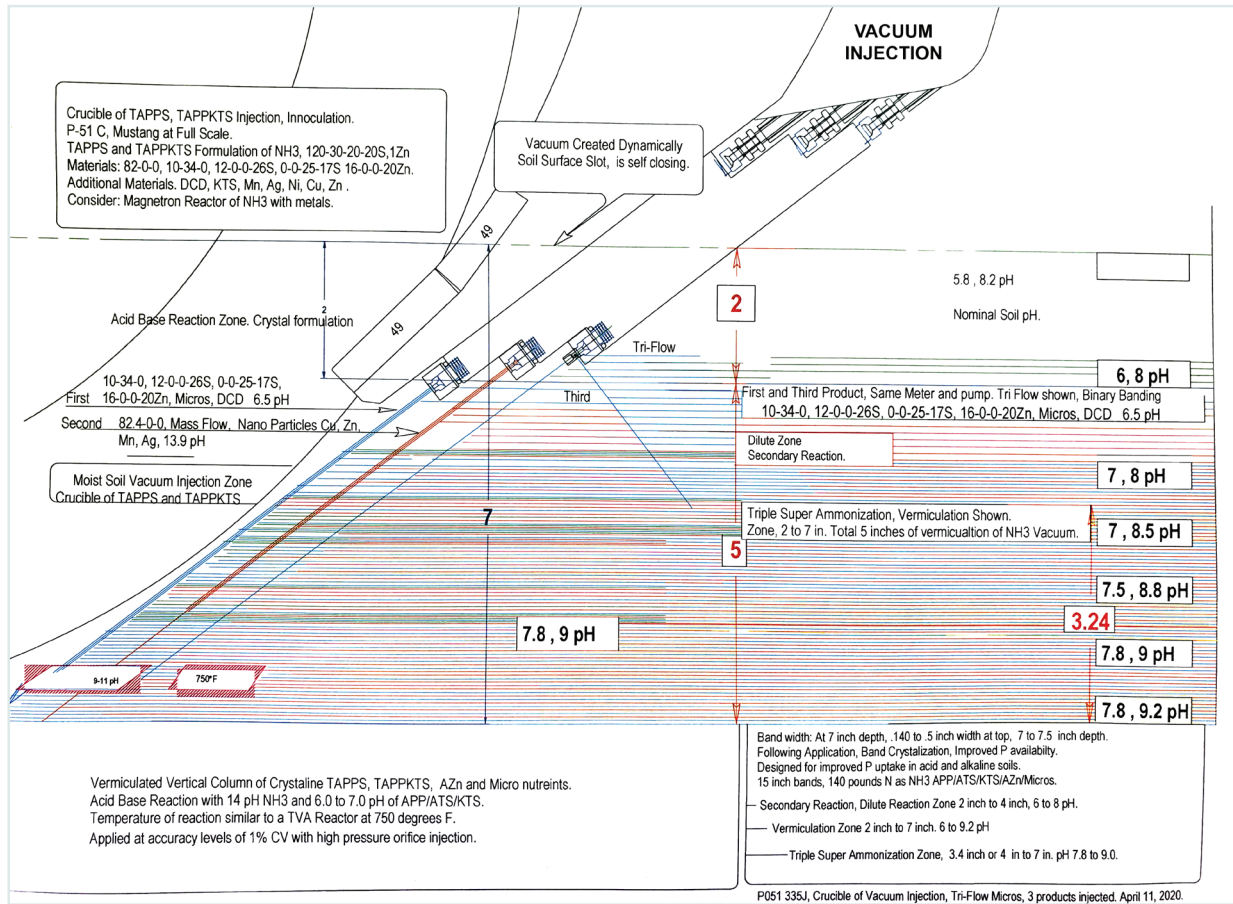 VACUUM
INJECTION
Crucible of TAPPS, TAPPKTS Injection, Innoculation.
P-51 C, Mustang at Full Scale.
TAPPS and TAPPKTS Formulation of NH3, 120-30-20-20S,1Zn
Materials: 82-0-0, 10-34-0, 12-0-0-26S, 0-0-25-17S 16-0-0-20Zn.
Additional Materials. DCD, KTS, Mn, Ag, Ni, Cu, Zn .
Consider: Magnetron Reactor of NH3 with metals.
Vacuum Created Dynamically
Soil Surface Slot, is self closing.
49
49
2
2
5.8 , 8.2 pH
Nominal Soil pH.
Acid Base Reaction Zone. Crystal formulation
Tri-Flow
Third
6, 8 pH
10-34-0, 12-0-0-26S, 0-0-25-17S,
First 16-0-0-20Zn, Micros, DCD 6.5 pH
Second 82.4-0-0, Mass Flow, Nano Particles Cu, Zn,
Mn, Ag, 13.9 pH
First and Third Product, Same Meter and pump. Tri Flow shown, Binary Banding
10-34-0, 12-0-0-26S, 0-0-25-17S, 16-0-0-20Zn, Micros, DCD 6.5 pH
Dilute Zone
Secondary Reaction.
7 , 8 pH
Moist Soil Vacuum Injection Zone
Crucible of TAPPS and TAPPKTS
7
Triple Super Ammonization, Vermiculation Shown.
Zone, 2 to 7 in. Total 5 inches of vermicualtion of NH3 Vacuum.
7 , 8.5 pH
5
7.5 , 8.8 pH
3.24
7.8 , 9 pH
7.8 , 9 pH
9-11 pH
750°F
7.8 , 9.2 pH
Vermiculated Vertical Column of Crystaline TAPPS, TAPPKTS, AZn and Micro nutreints.
Acid Base Reaction with 14 pH NH3 and 6.0 to 7.0 pH of APP/ATS/KTS.
Temperature of reaction similar to a TVA Reactor at 750 degrees F.
Applied at accuracy levels of 1% CV with high pressure orifice injection.
Band width: At 7 inch depth, .140 to .5 inch width at top, 7 to 7.5 inch depth.
Following Application, Band Crystalization, Improved P availabilty.
Designed for improved P uptake in acid and alkaline soils.
15 inch bands, 140 pounds N as NH3 APP/ATS/KTS/AZn/Micros.
Secondary Reaction, Dilute Reaction Zone 2 inch to 4 inch, 6 to 8 pH.
Vermiculation Zone 2 inch to 7 inch. 6 to 9.2 pH
Triple Super Ammonization Zone, 3.4 inch or 4 in to 7 in. pH 7.8 to 9.0.
P051 335J, Crucible of Vacuum Injection, Tri-Flow Micros, 3 products injected. April 11, 2020.